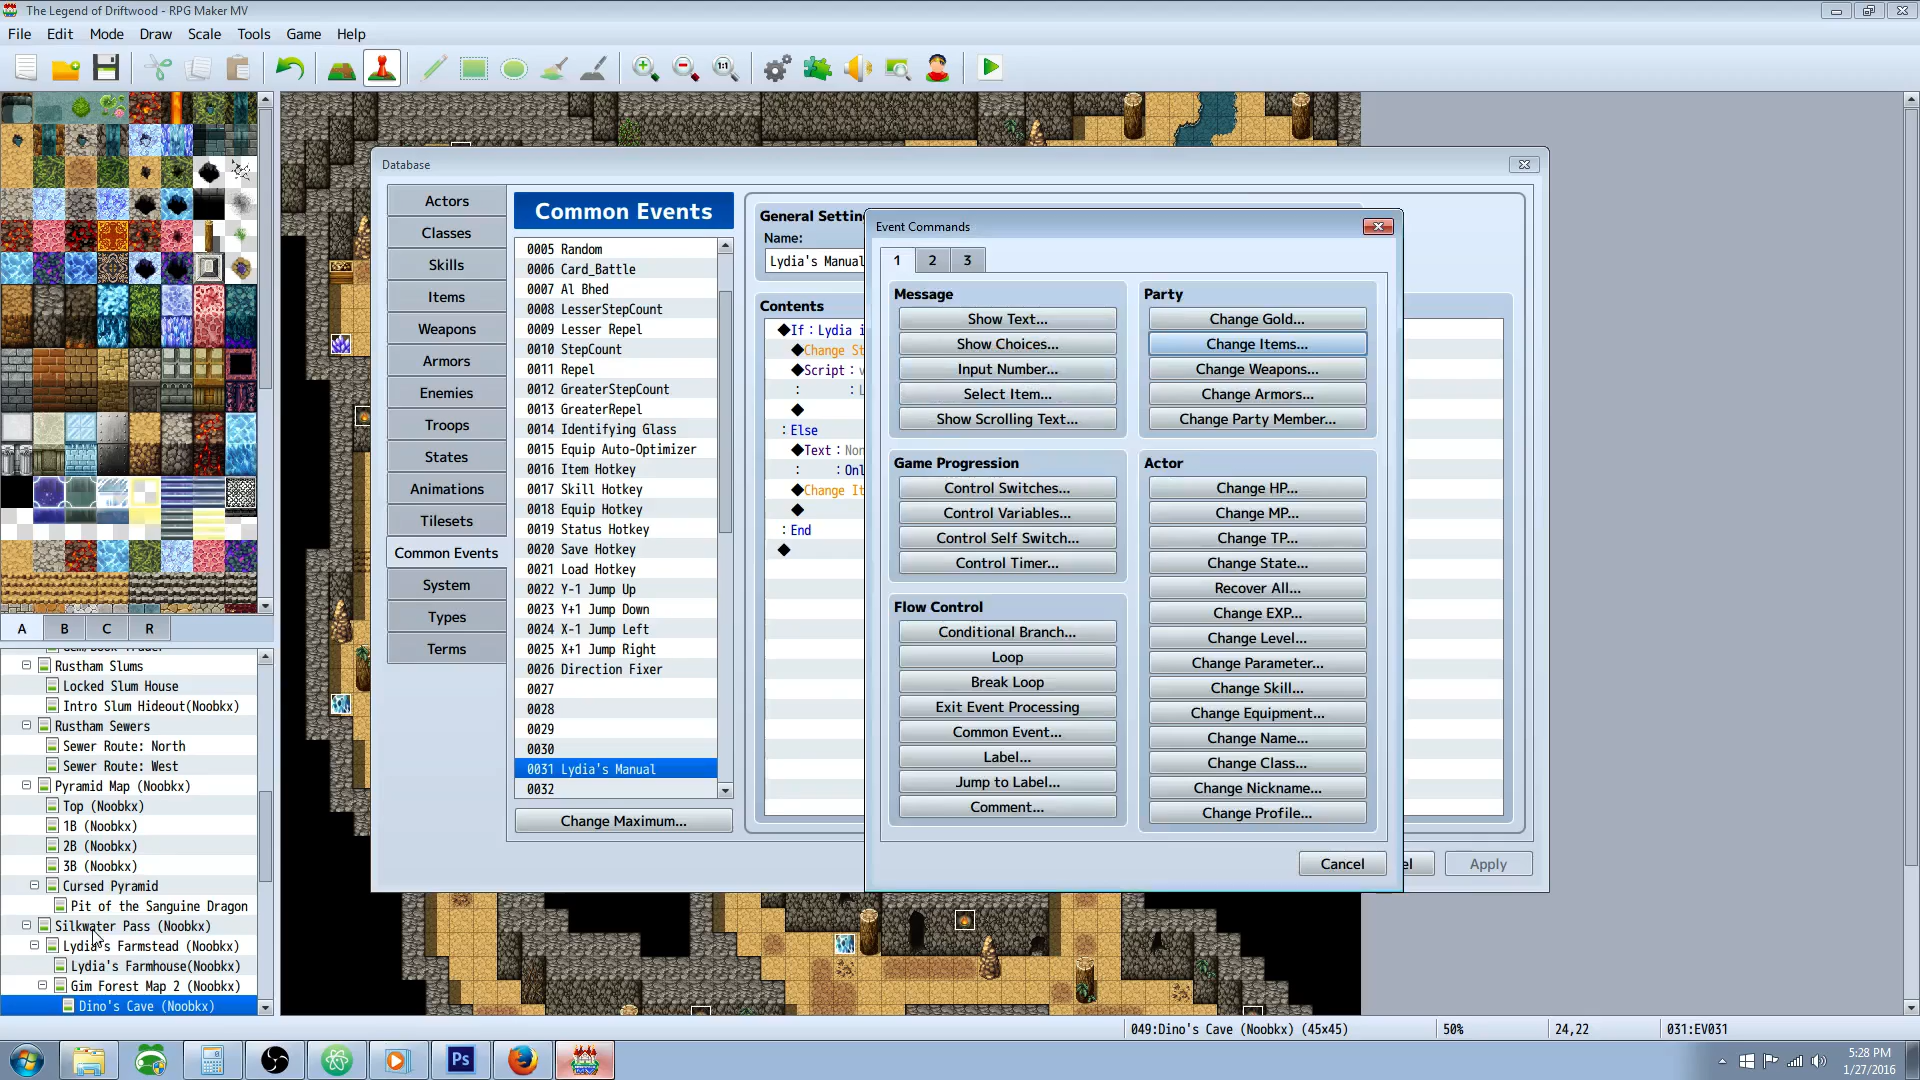 The Legend of Driftwood - RPG Maker MV
File Edit Mode Draw Scale Tools Game Help
1:1
Database
Actors
Classes
Skills
Items
Weapons
Armors
Enemies
Troops
States
Animations
Tilesets
Common Events
System
Types
Terms
Common Events
0005 Random
0006 Card_Battle
0007 Al Bhed
0008 LesserStepCount
0009 Lesser Repel
0010 StepCount
0011 Repel
0012 GreaterStepCount
0013 GreaterRepel
0014 Identifying Glass
0015 Equip Auto-Optimizer
0016 Item Hotkey
0017 Skill Hotkey
0018 Equip Hotkey
0019 Status Hotkey
0020 Save Hotkey
0021 Load Hotkey
0022 Y-1 Jump Up
0023 Y+1 Jump Down
0024 X-1 Jump Left
0025 X+1 Jump Right
0026 Direction Fixer
0027
0028
0029
0030
0031 Lydia's Manual
0032
Change Maximum...
General Settin
Name:
Lydia's Manual
Contents
◆If : Lydia i
◆Change St
◆Script : v
: : L
◆
: Else
◆Text : Non
: : Onl
◆Change It
◆
: End
◆
Event Commands
1 2 3
Message
Show Text...
Show Choices...
Input Number...
Select Item...
Show Scrolling Text...
Game Progression
Control Switches...
Control Variables...
Control Self Switch...
Control Timer...
Flow Control
Conditional Branch...
Loop
Break Loop
Exit Event Processing
Common Event...
Label...
Jump to Label...
Comment...
Party
Change Gold...
Change Items...
Change Weapons...
Change Armors...
Change Party Member...
Actor
Change HP...
Change MP...
Change TP...
Change State...
Recover All...
Change EXP...
Change Level...
Change Parameter...
Change Skill...
Change Equipment...
Change Name...
Change Class...
Change Nickname...
Change Profile...
Cancel
el
Apply
A B C R
Rustham Slums
Locked Slum House
Intro Slum Hideout(Noobkx)
Rustham Sewers
Sewer Route: North
Sewer Route: West
Pyramid Map (Noobkx)
Top (Noobkx)
1B (Noobkx)
2B (Noobkx)
3B (Noobkx)
Cursed Pyramid
Pit of the Sanguine Dragon
Silkwater Pass (Noobkx)
Lydia's Farmstead (Noobkx)
Lydia's Farmhouse(Noobkx)
Gim Forest Map 2 (Noobkx)
Dino's Cave (Noobkx)
049:Dino's Cave (Noobkx) (45x45) 50% 24,22 031:EV031
Ps
5:28 PM
1/27/2016